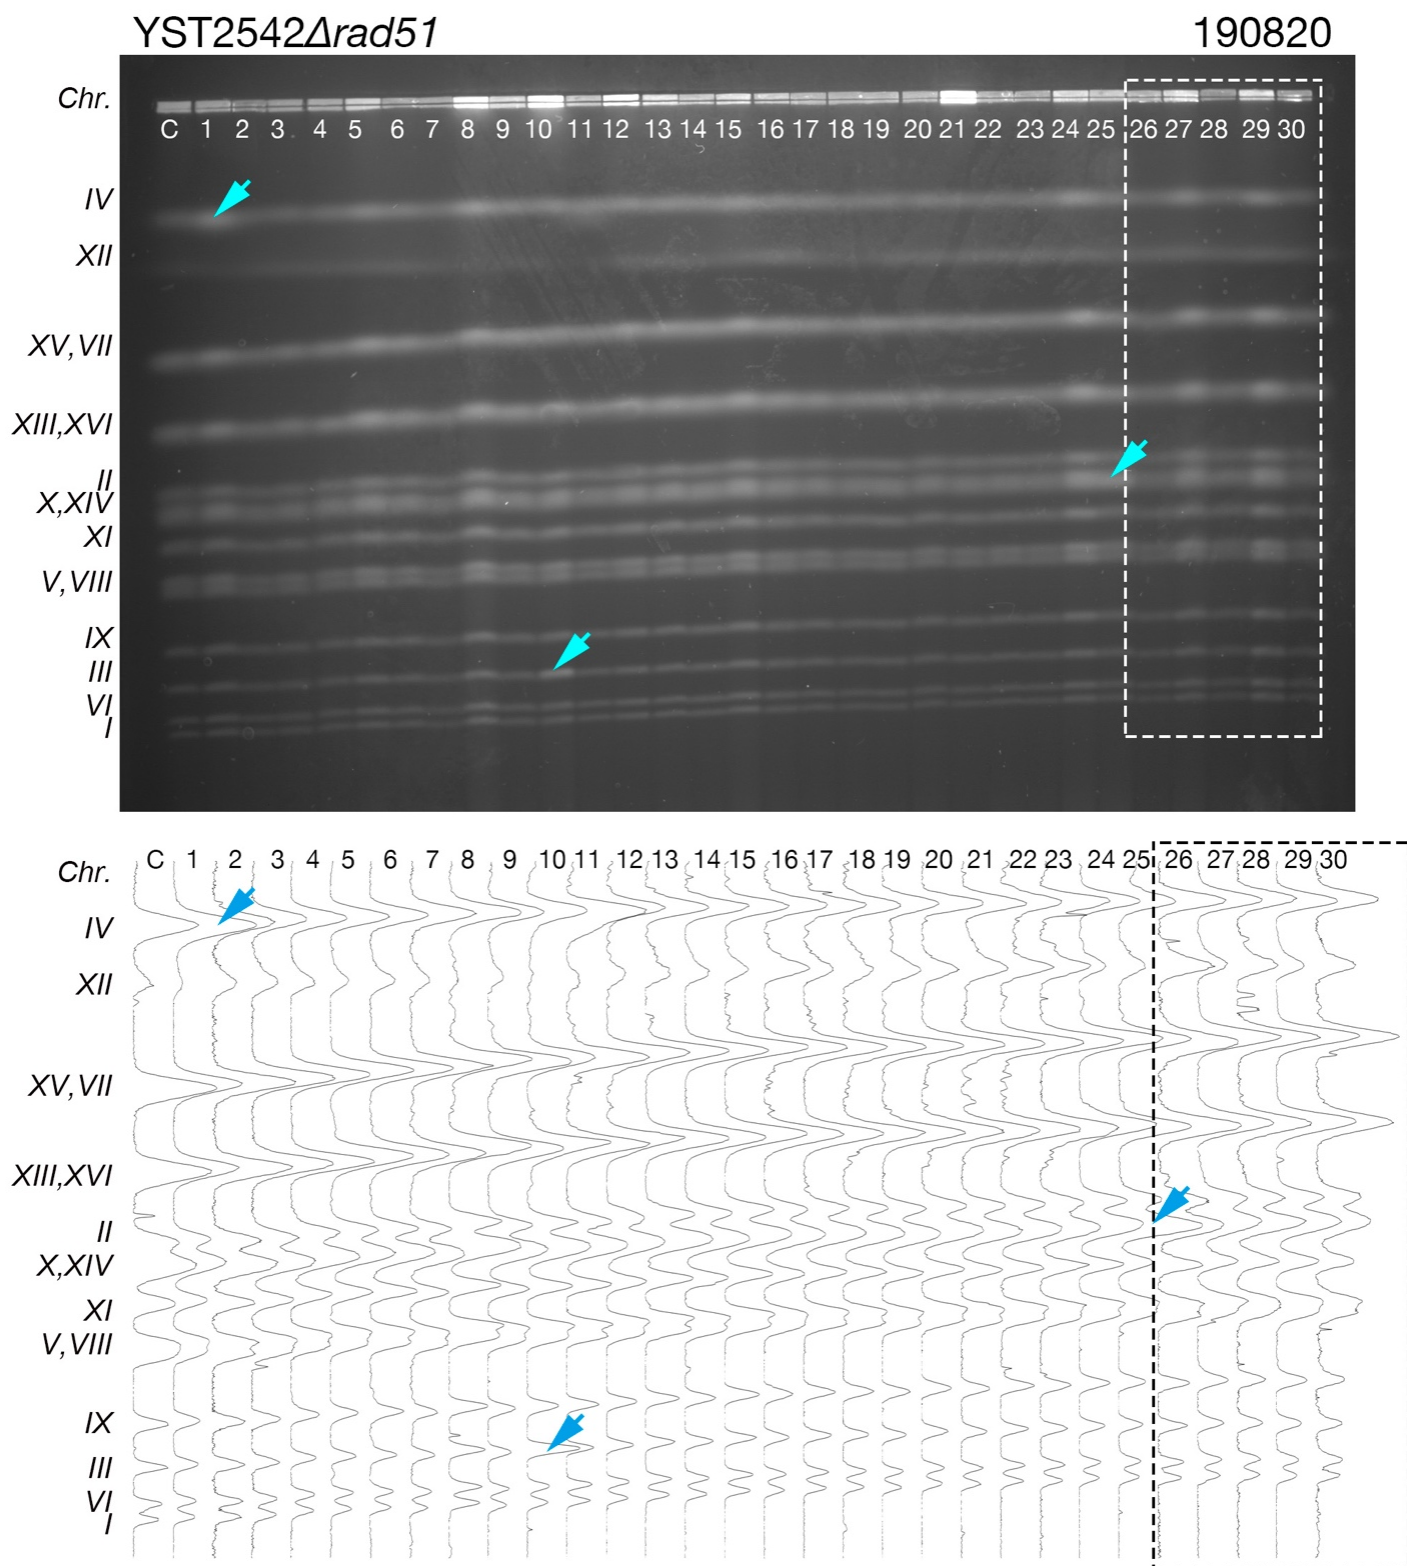 YST2542Δrad51 190820
Chr.
C 1 2 3 4 5 6 7 8 9 10 11 12 13 14 15 16 17 18 19 20 21 22 23 24 25 26 27 28 29 30
IV
XII
XV,VII
XIII,XVI
II
X,XIV
XI
V,VIII
IX
III
VI
I
Chr.
C 1 2 3 4 5 6 7 8 9 10 11 12 13 14 15 16 17 18 19 20 21 22 23 24 25 26 27 28 29 30
IV
XII
XV,VII
XIII,XVI
II
X,XIV
XI
V,VIII
IX
III
VI
I